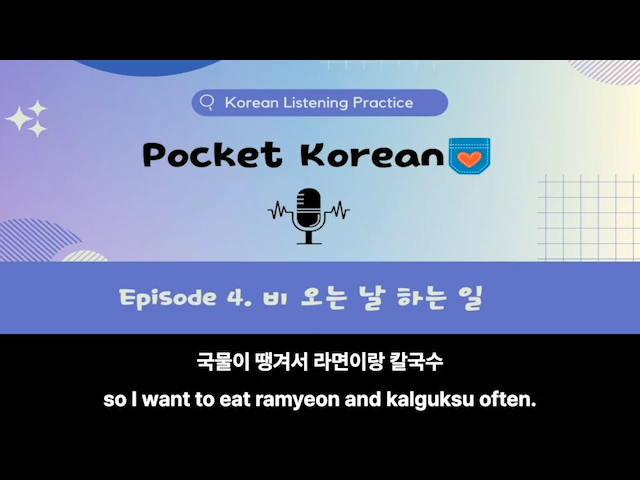 Korean Listening Practice
Pocket Korean
Episode 4. 비 오는 날 하는 일
국물이 땡겨서 라면이랑 칼국수
so I want to eat ramyeon and kalguksu often.